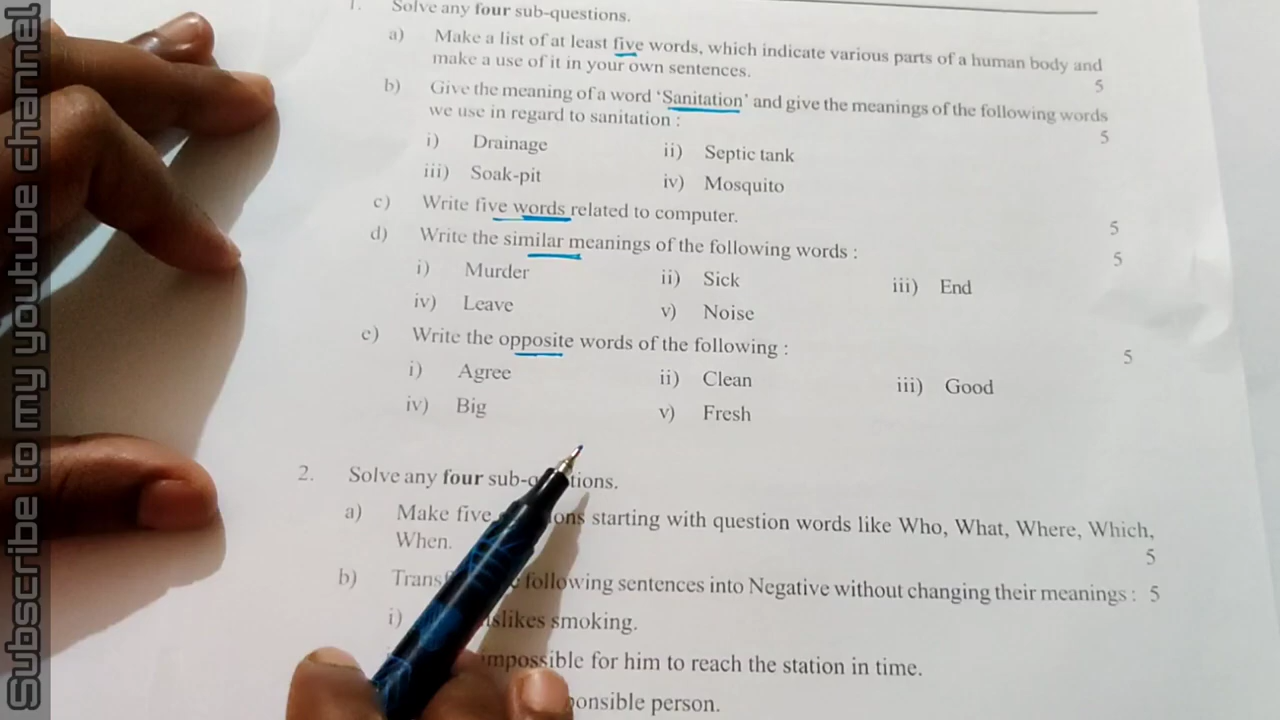 1. Solve any four sub-questions.
a) Make a list of at least five words, which indicate various parts of a human body and
make a use of it in your own sentences. 5
b) Give the meaning of a word ‘Sanitation’ and give the meanings of the following words
we use in regard to sanitation : 5
i) Drainage ii) Septic tank
iii) Soak-pit iv) Mosquito
c) Write five words related to computer. 5
d) Write the similar meanings of the following words : 5
i) Murder ii) Sick iii) End
iv) Leave v) Noise
e) Write the opposite words of the following : 5
i) Agree ii) Clean iii) Good
iv) Big v) Fresh
2. Solve any four sub-questions.
a) Make five starting with question words like Who, What, Where, Which,
When. 5
b) following sentences into Negative without changing their meanings : 5
i) smoking.
impossible for him to reach the station in time.
person.
Subscribe to my youtube channel